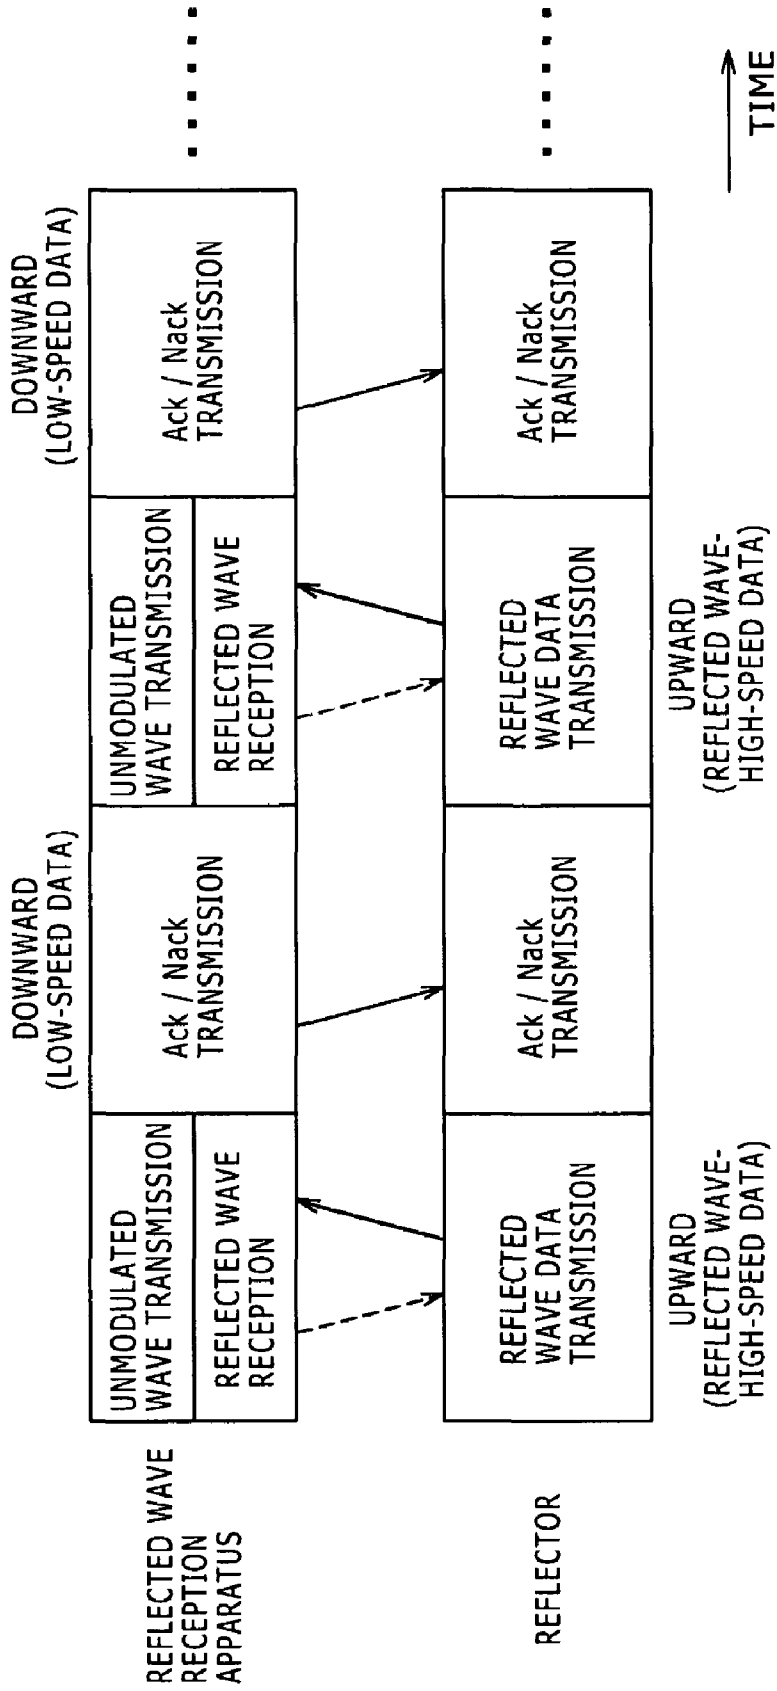 DOWNWARD
(LOW-SPEED DATA)
DOWNWARD
(LOW-SPEED DATA)
REFLECTED WAVE
RECEPTION
APPARATUS
UNMODULATED
WAVE TRANSMISSION
REFLECTED WAVE
RECEPTION
Ack / Nack
TRANSMISSION
UNMODULATED
WAVE TRANSMISSION
REFLECTED WAVE
RECEPTION
Ack / Nack
TRANSMISSION
REFLECTOR
REFLECTED
WAVE DATA
TRANSMISSION
Ack / Nack
TRANSMISSION
REFLECTED
WAVE DATA
TRANSMISSION
Ack / Nack
TRANSMISSION
UPWARD
(REFLECTED WAVE-
HIGH-SPEED DATA)
UPWARD
(REFLECTED WAVE-
HIGH-SPEED DATA)
TIME